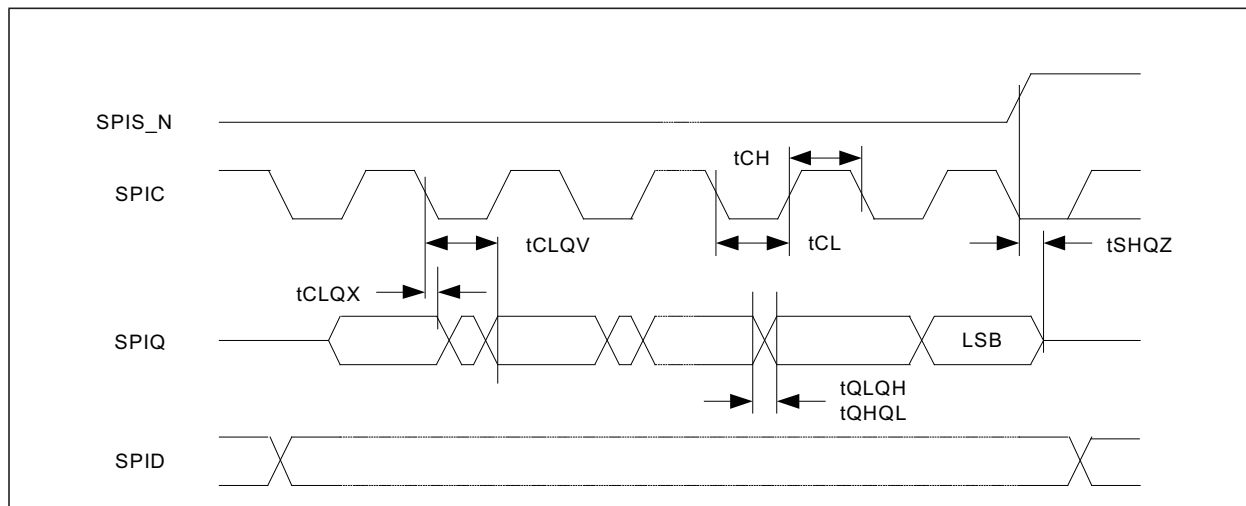 SPIS_N
tCH
SPIC
tCLQV
tCL
tSHQZ
tCLQX
SPIQ
LSB
tQLQH
tQHQL
SPID